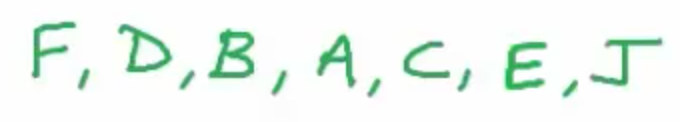 F, D, B, A, C, E, J